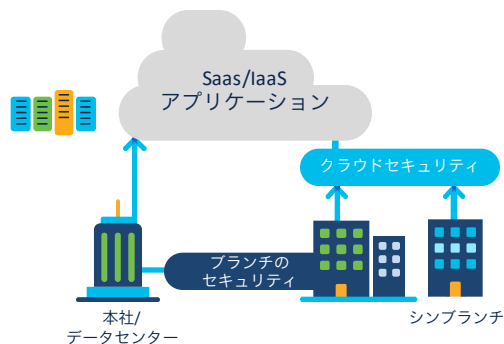 Saas/IaaS
アプリケーション
クラウドセキュリティ
ブランチの
セキュリティ
本社/
データセンター
シンブランチ